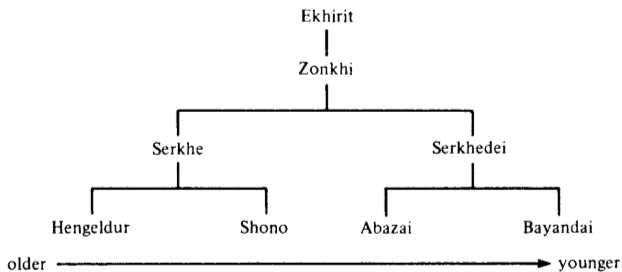 Ekhirit
Zonkhi
Serkhe Serkhedei
Hengeldur Shono Abazai Bayandai
older younger